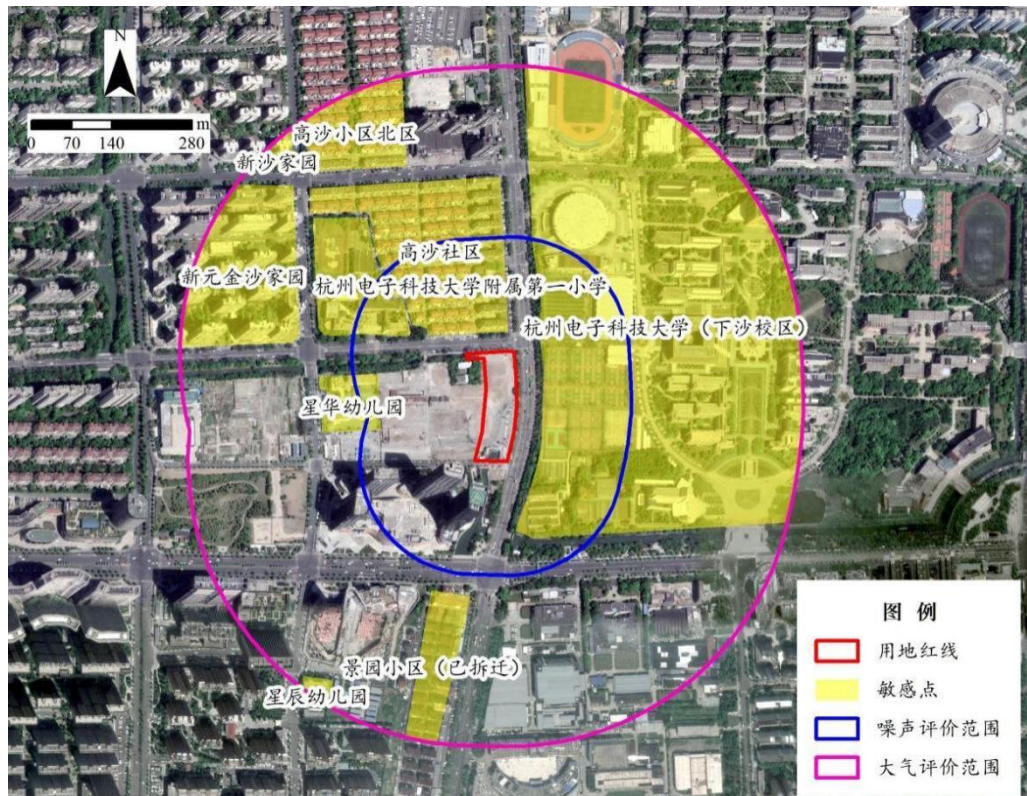 N
m
0 70 140 280
高沙小区北区
新沙家园
高沙社区
新元金沙家园
杭州电子科技大学附属第一小学
杭州电子科技大学（下沙校区）
星华幼儿园
景园小区（已拆迁）
星辰幼儿园
图 例
用地红线
敏感点
噪声评价范围
大气评价范围